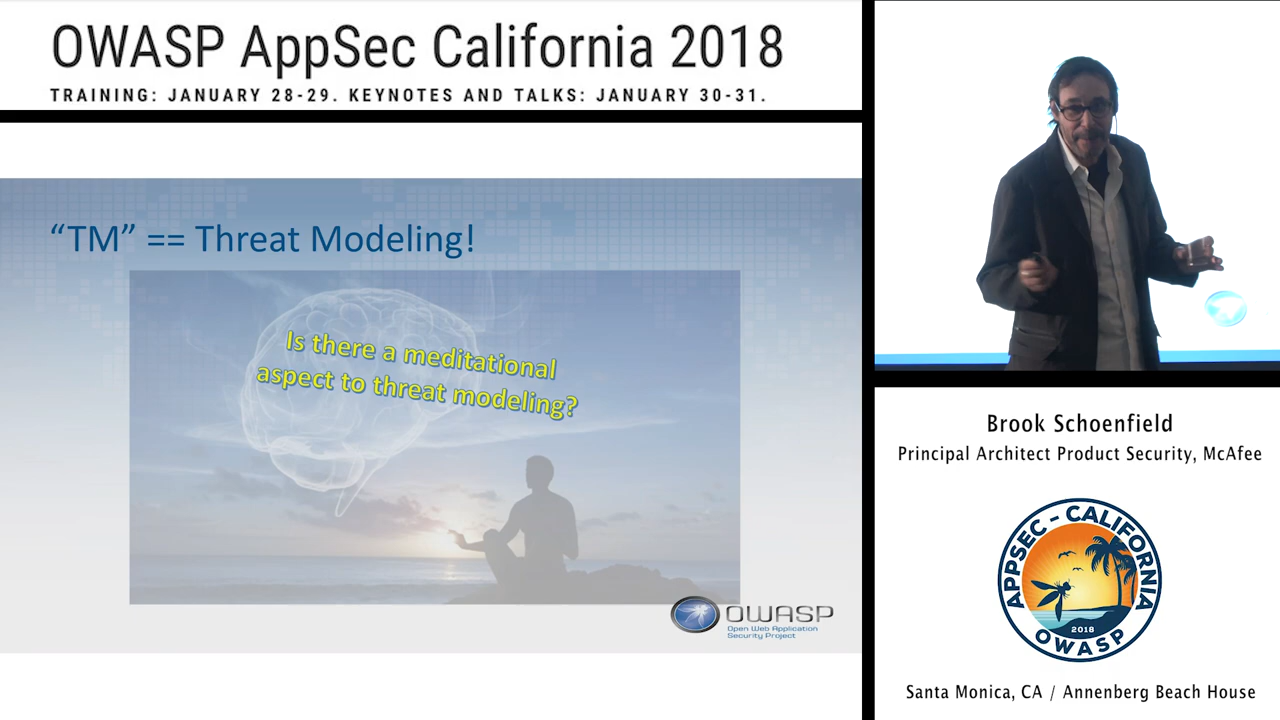 OWASP AppSec California 2018
TRAINING: JANUARY 28-29. KEYNOTES AND TALKS: JANUARY 30-31.
“TM” == Threat Modeling!
Is there a meditational
aspect to threat modeling?
OWASP
Open Web Application
Security Project
Brook Schoenfield
Principal Architect Product Security, McAfee
APPSEC - CALIFORNIA
2018
OWASP
Santa Monica, CA / Annenberg Beach House